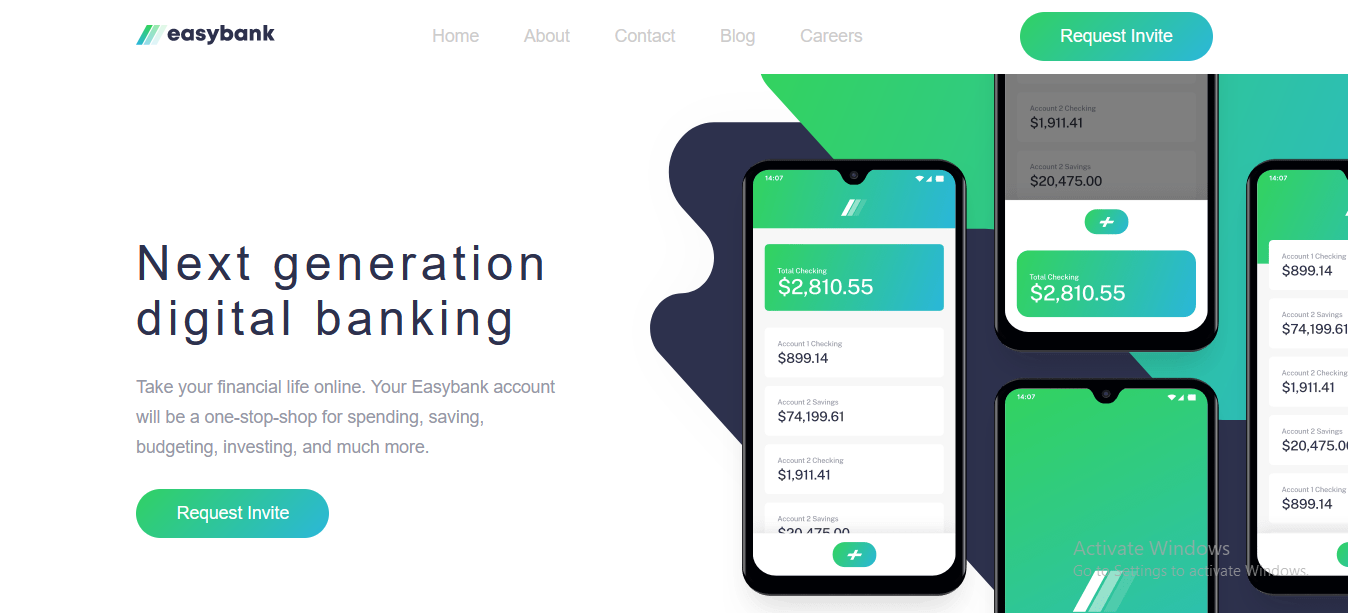 easybank
Home
About
Contact
Blog
Careers
Request Invite
Next generation
digital banking
Take your financial life online. Your Easybank account
will be a one-stop-shop for spending, saving,
budgeting, investing, and much more.
Request Invite
14:07
Total Checking
$2,810.55
Account 1 Checking
$899.14
Account 2 Savings
$74,199.61
Account 2 Checking
$1,911.41
Account 2 Savings
$20,475.00
Account 2 Checking
$1,911.41
Account 2 Savings
$20,475.00
Total Checking
$2,810.55
14:07
14:07
Account 1 Checking
$899.14
Account 2 Savings
$74,199.61
Account 2 Checking
$1,911.41
Account 2 Savings
$20,475.00
Account 1 Checking
$899.14
Activate Windows
Go to Settings to activate Windows.